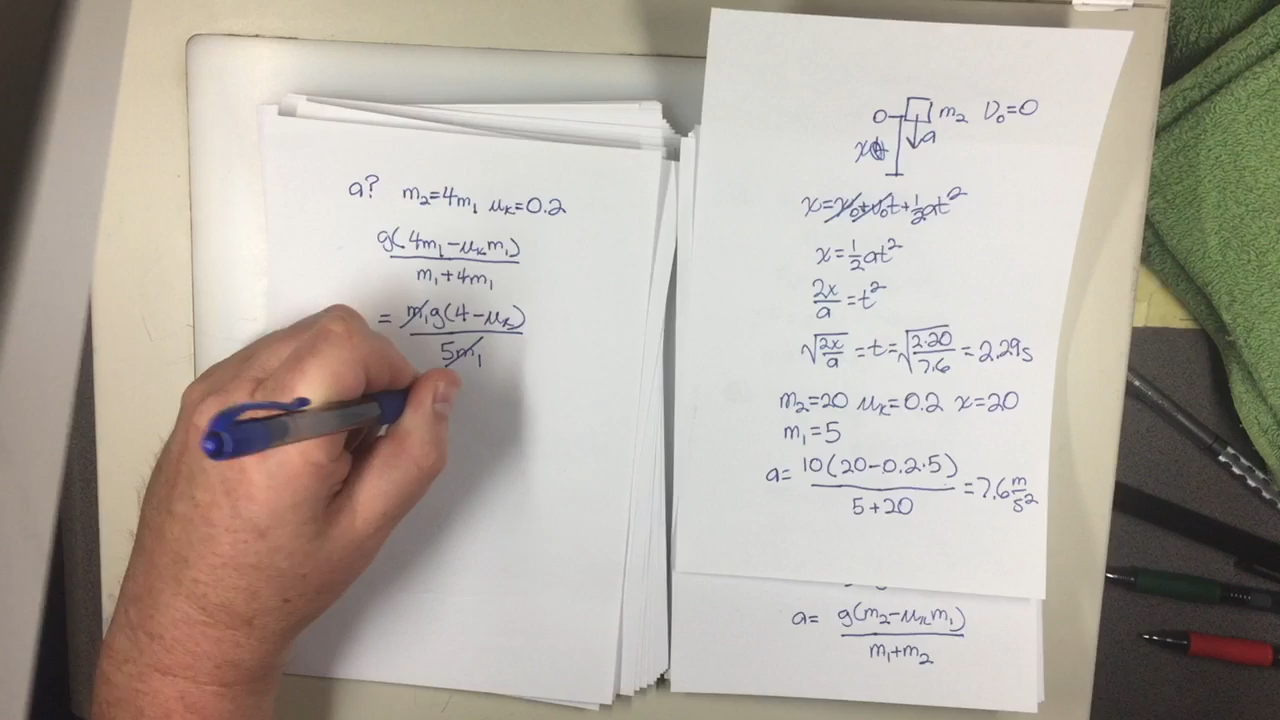 a? m₂=4m₁ μₖ=0.2
g(4m₁-μₖm₁)
m₁+4m₁
= m₁g(4-μₖ)
5m₁
0 m₂ V₀=0
a
x
x=x₀+v₀t+½at²
x=½at²
2x/a=t²
√(2x/a) =t=√(2·20/7.6) =2.29s
m₂=20 μₖ=0.2 x=20
m₁=5
a= 10(20-0.2·5)/(5+20) =7.6 m/s²
a= g(m₂-μₖm₁)
m₁+m₂